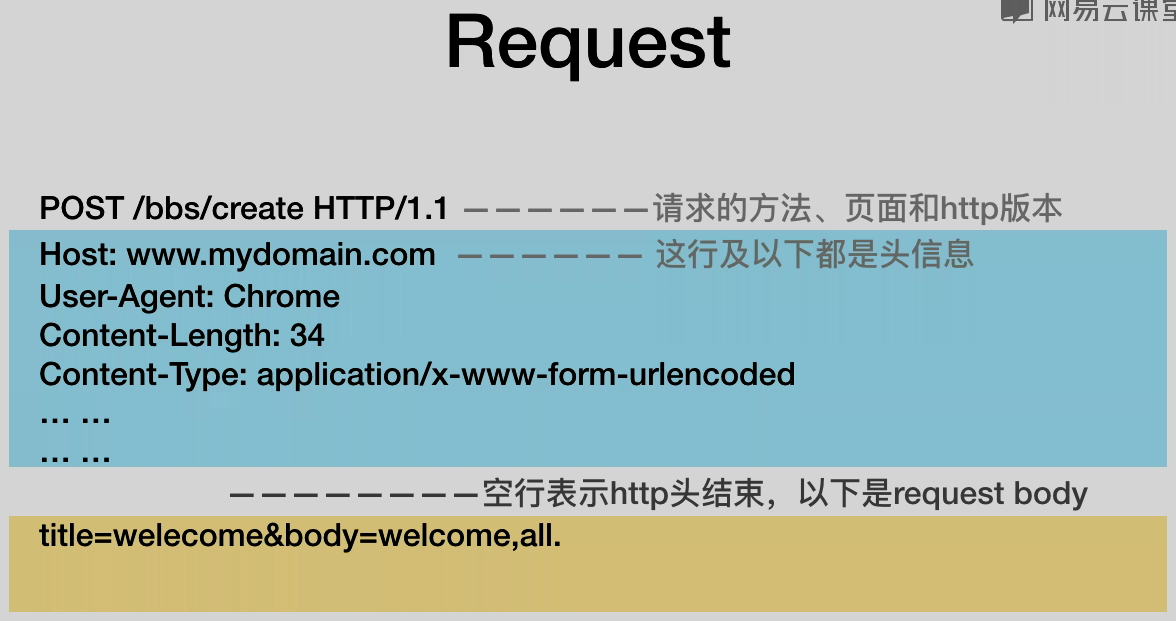 网易云课堂
Request
POST /bbs/create HTTP/1.1 ——————请求的方法、页面和http版本
Host: www.mydomain.com —————— 这行及以下都是头信息
User-Agent: Chrome
Content-Length: 34
Content-Type: application/x-www-form-urlencoded
… …
… …
————————空行表示http头结束，以下是request body
title=welecome&body=welcome,all.